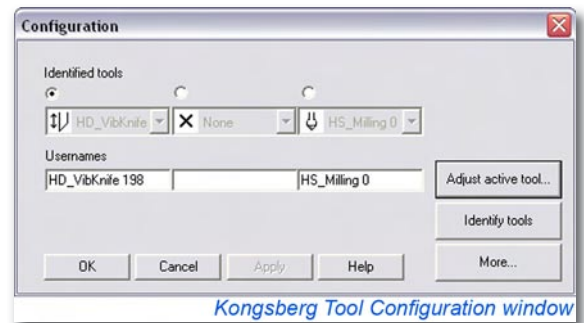 Configuration
Identified tools
HD_VibKnife None HS_Milling 0
Usernames
HD_VibKnife 198 HS_Milling 0
Adjust active tool...
Identify tools
OK Cancel Apply Help More...
Kongsberg Tool Configuration window